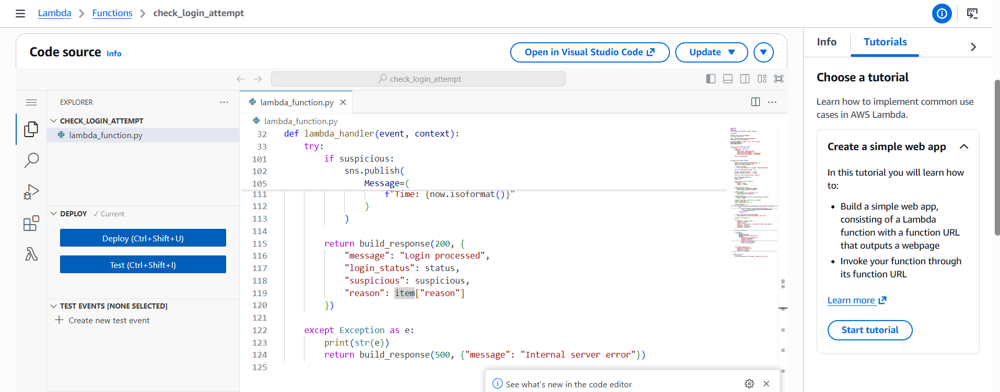 Lambda > Functions > check_login_attempt
Code source Info
Open in Visual Studio Code
Update
check_login_attempt
EXPLORER
CHECK_LOGIN_ATTEMPT
lambda_function.py
DEPLOY ✓ Current
Deploy (Ctrl+Shift+U)
Test (Ctrl+Shift+I)
TEST EVENTS [NONE SELECTED]
+ Create new test event
lambda_function.py
lambda_function.py
32 def lambda_handler(event, context):
33 try:
101 if suspicious:
102 sns.publish(
105 Message=(
111 f"Time: {now.isoformat()}"
112 )
113 )
114
115 return build_response(200, {
116 "message": "Login processed",
117 "login_status": status,
118 "suspicious": suspicious,
119 "reason": item["reason"]
120 })
121
122 except Exception as e:
123 print(str(e))
124 return build_response(500, {"message": "Internal server error"})
125
See what's new in the code editor
Info
Tutorials
Choose a tutorial
Learn how to implement common use
cases in AWS Lambda.
Create a simple web app
In this tutorial you will learn how
to:
• Build a simple web app,
consisting of a Lambda
function with a function URL
that outputs a webpage
• Invoke your function through
its function URL
Learn more
Start tutorial